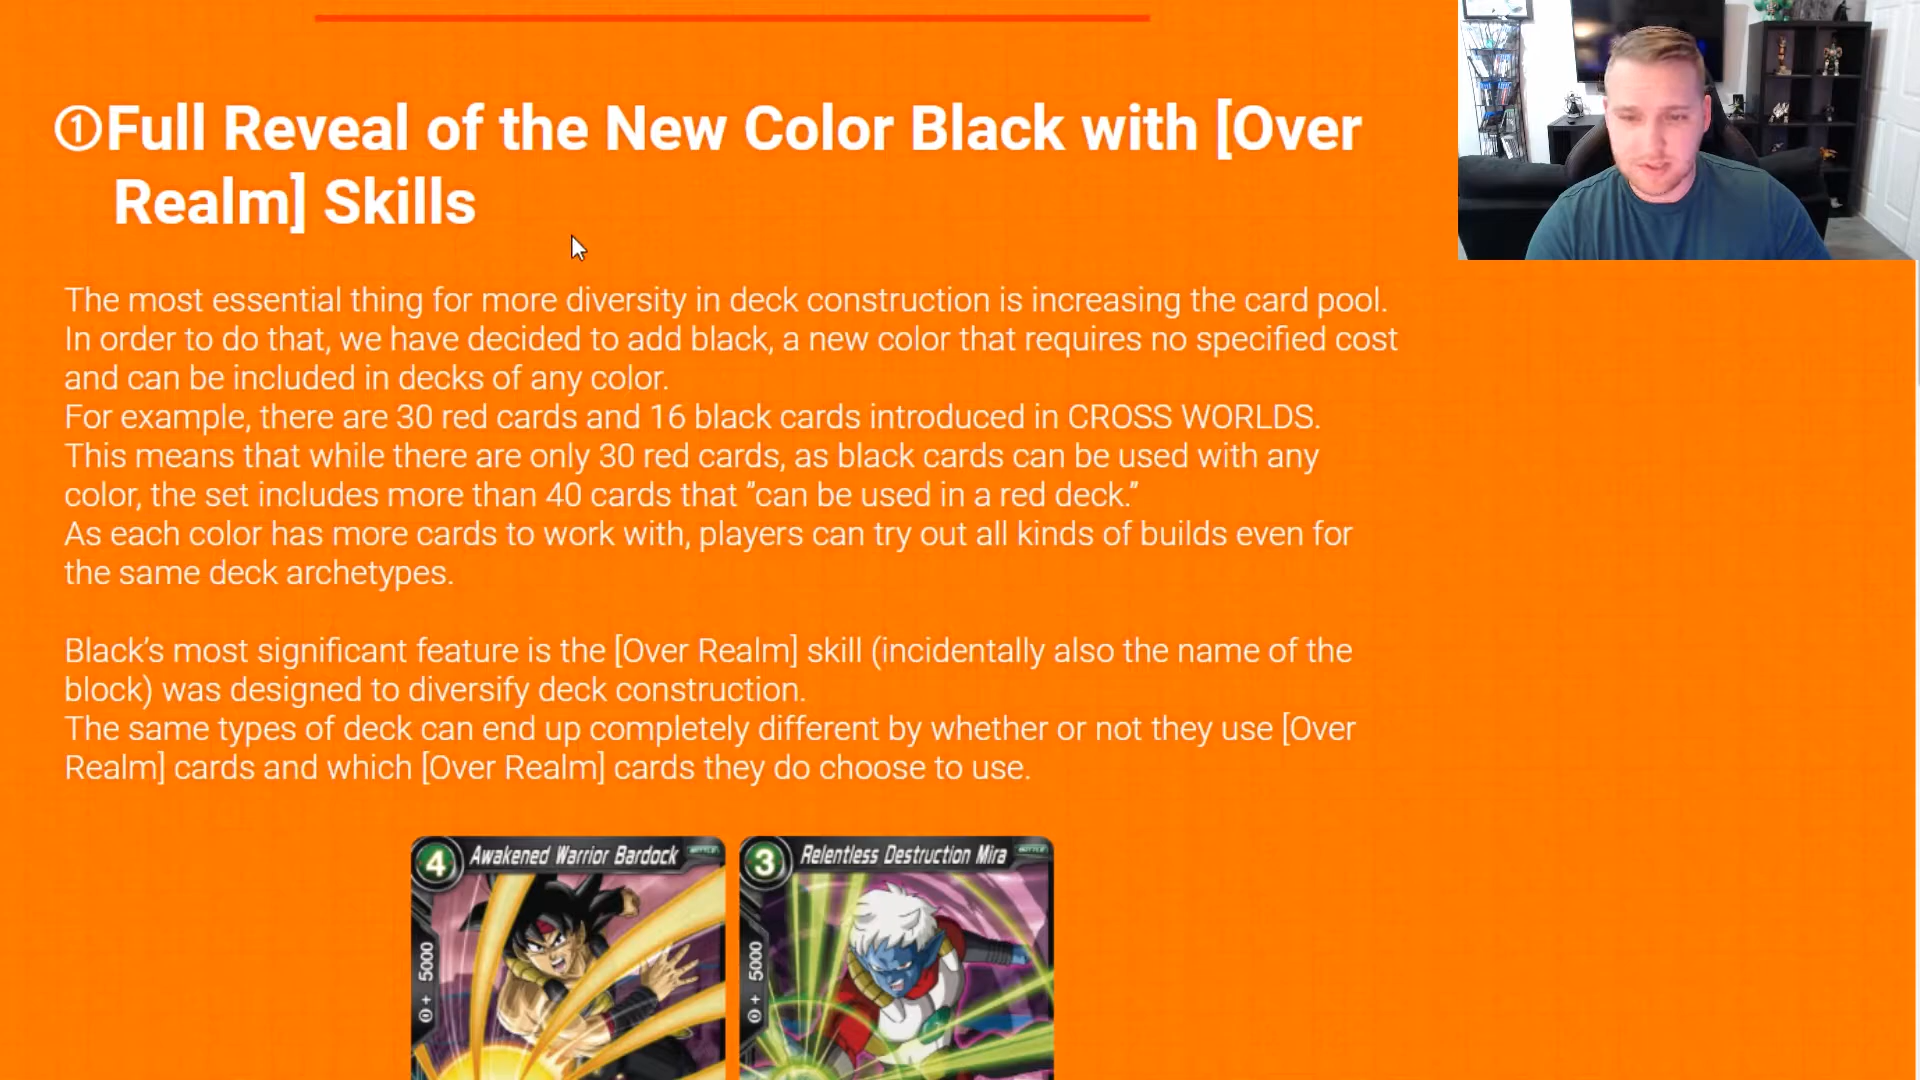 ①Full Reveal of the New Color Black with [Over
Realm] Skills
The most essential thing for more diversity in deck construction is increasing the card pool.
In order to do that, we have decided to add black, a new color that requires no specified cost
and can be included in decks of any color.
For example, there are 30 red cards and 16 black cards introduced in CROSS WORLDS.
This means that while there are only 30 red cards, as black cards can be used with any
color, the set includes more than 40 cards that "can be used in a red deck."
As each color has more cards to work with, players can try out all kinds of builds even for
the same deck archetypes.
Black's most significant feature is the [Over Realm] skill (incidentally also the name of the
block) was designed to diversify deck construction.
The same types of deck can end up completely different by whether or not they use [Over
Realm] cards and which [Over Realm] cards they do choose to use.
4 Awakened Warrior Bardock BATTLE
0 + 5000
3 Relentless Destruction Mira BATTLE
0 + 5000